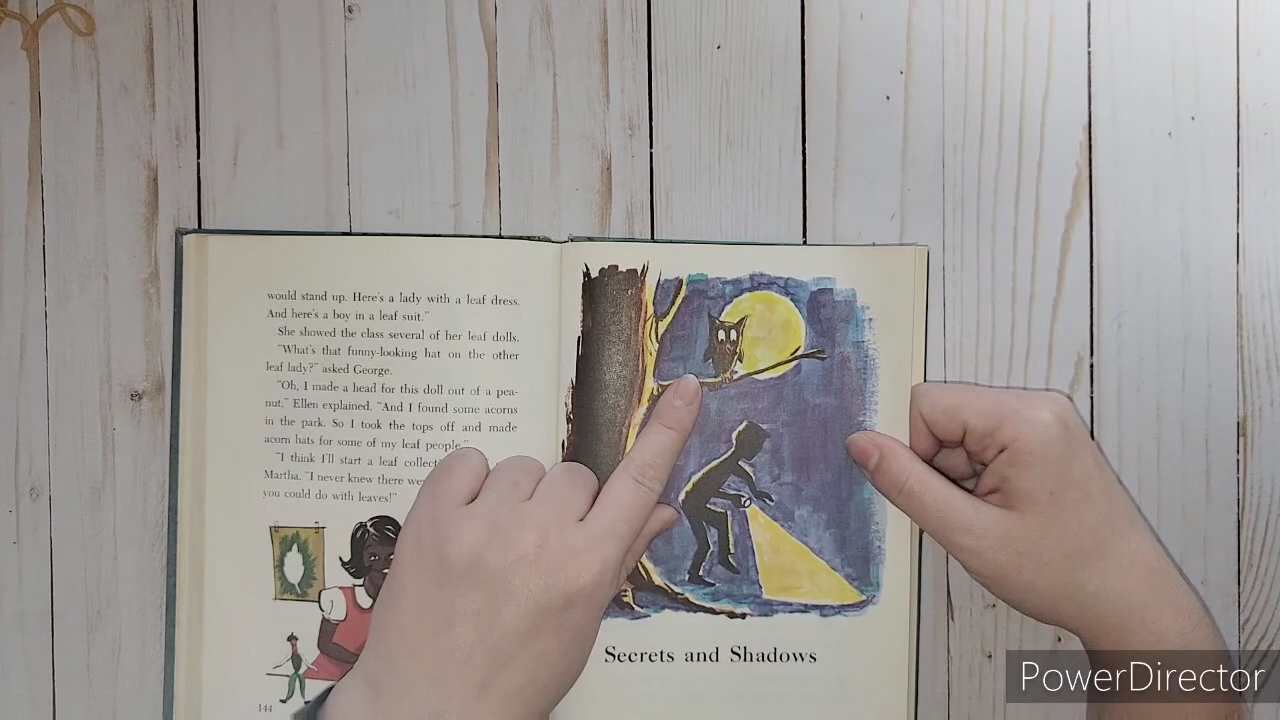 would stand up. Here's a lady with a leaf dress.
And here's a boy in a leaf suit."
She showed the class several of her leaf dolls.
"What's that funny-looking hat on the other
leaf lady?" asked George.
"Oh, I made a head for this doll out of a pea-
nut," Ellen explained. "And I found some acorns
in the park. So I took the tops off and made
acorn hats for some of my leaf people."
"I think I'll start a leaf
Martha. "I never knew there
you could do with leaves!"
144
Secrets and Shadows
PowerDirector